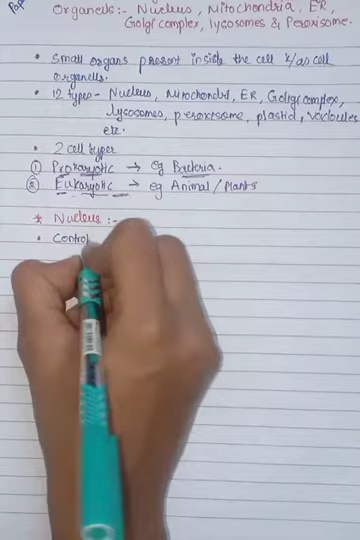 Organells:- Nucleus, Mitochondria, ER,
Golgi complex, lysosomes & Peroxisome.
• Small organs present inside the cell k/as cell
organells.
• 12 types- Nucleus, Mitochondri, ER, Golgi complex,
lysosomes, peroxisome, plastid, vacuoles
etc.
• 2 cell types
① Prokaryotic → eg Bacteria.
② Eukaryotic → eg Animal/Plants
* Nucleus:-
• Control